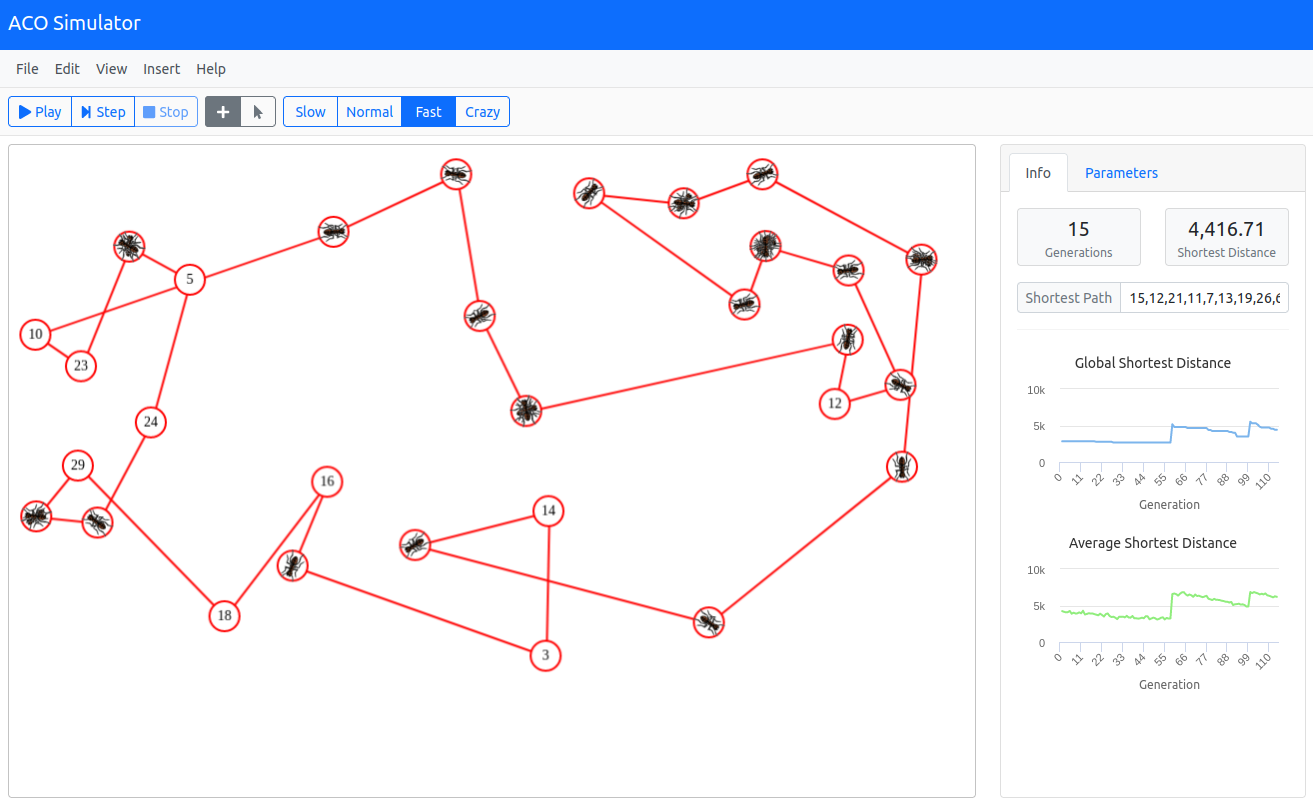 ACO Simulator
File Edit View Insert Help
Play Step Stop Slow Normal Fast Crazy
Info Parameters
15 4,416.71
Generations Shortest Distance
Shortest Path 15,12,21,11,7,13,19,26,6
5
10
23
24
29
16
12
14
18
3
Global Shortest Distance
10k
5k
0
0 11 22 33 44 55 66 77 88 99 110
Generation
Average Shortest Distance
10k
5k
0
0 11 22 33 44 55 66 77 88 99 110
Generation